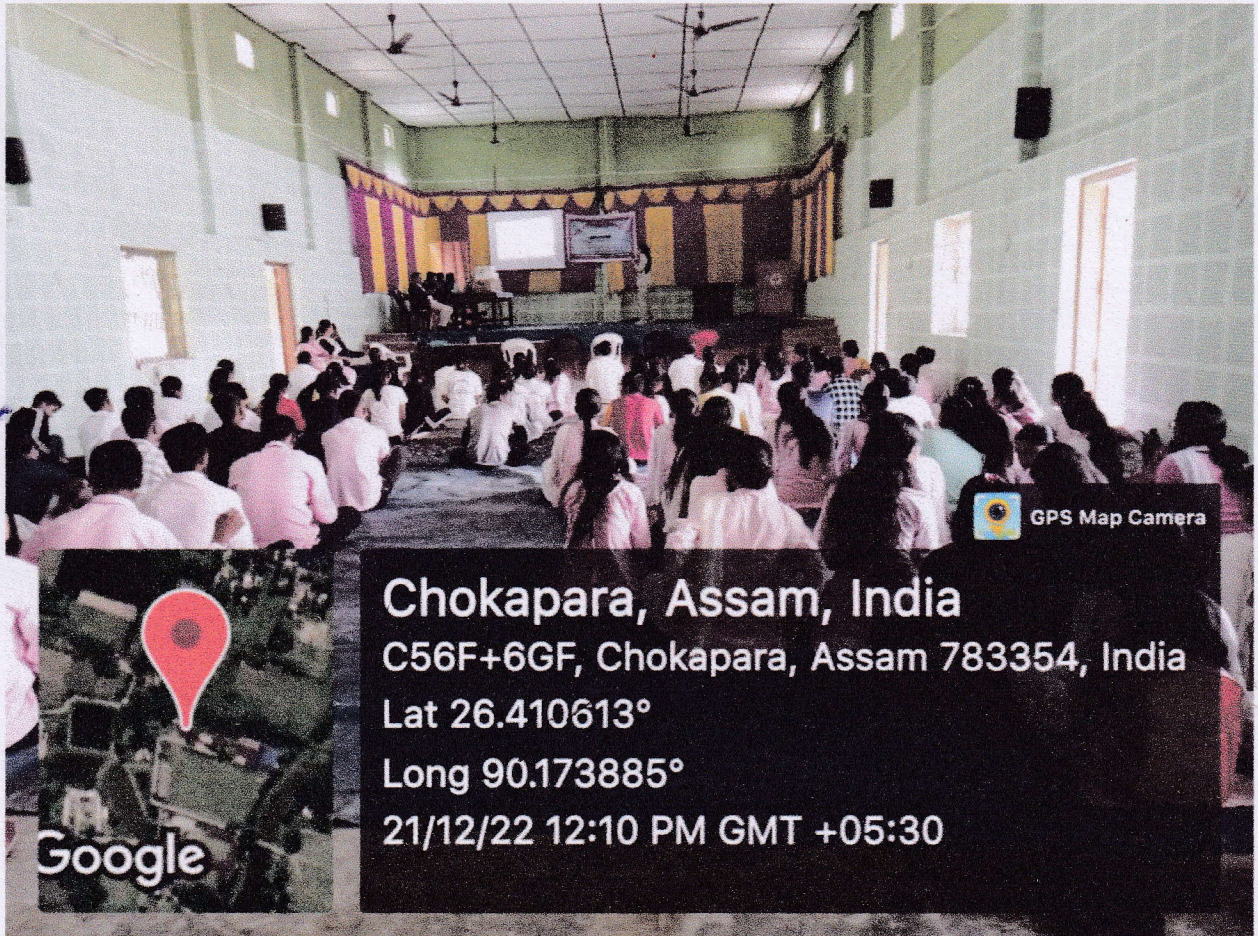 GPS Map Camera
Chokapara, Assam, India
C56F+6GF, Chokapara, Assam 783354, India
Lat 26.410613°
Long 90.173885°
21/12/22 12:10 PM GMT +05:30
Google